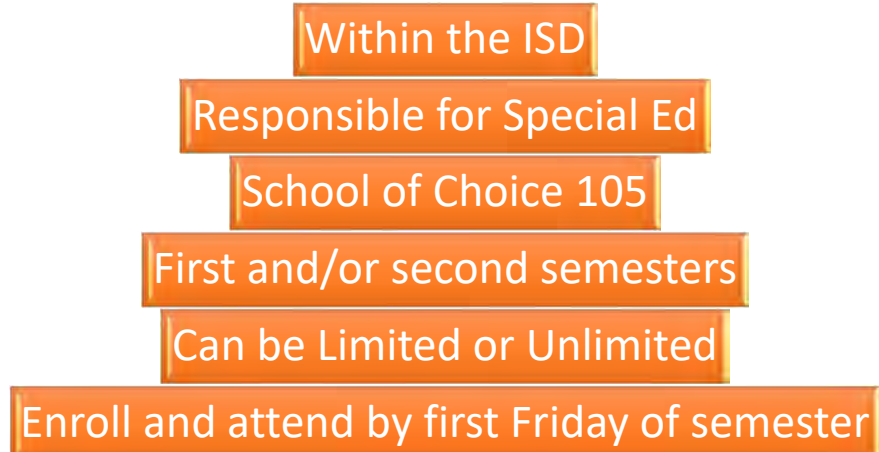 Within the ISD
Responsible for Special Ed
School of Choice 105
First and/or second semesters
Can be Limited or Unlimited
Enroll and attend by first Friday of semester